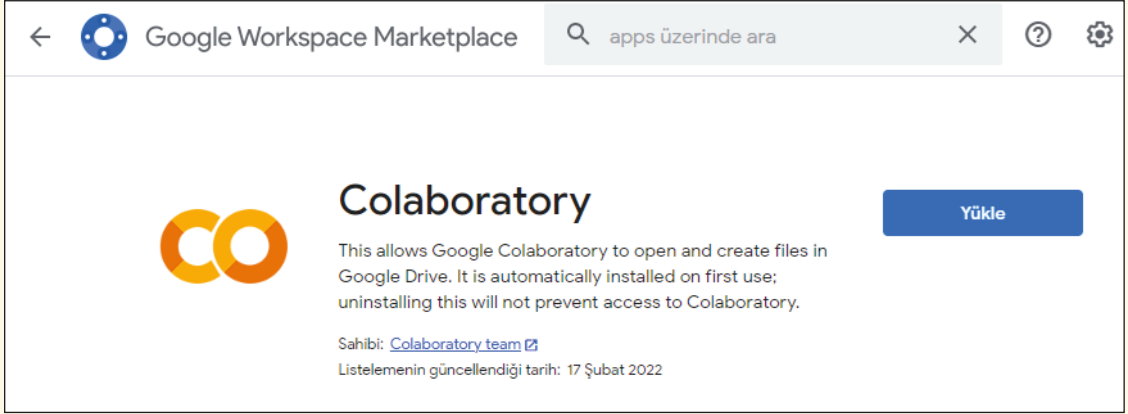 Google Workspace Marketplace
apps üzerinde ara
Colaboratory
Yükle
This allows Google Colaboratory to open and create files in
Google Drive. It is automatically installed on first use;
uninstalling this will not prevent access to Colaboratory.
Sahibi: Colaboratory team
Listelemenin güncellendiği tarih: 17 Şubat 2022